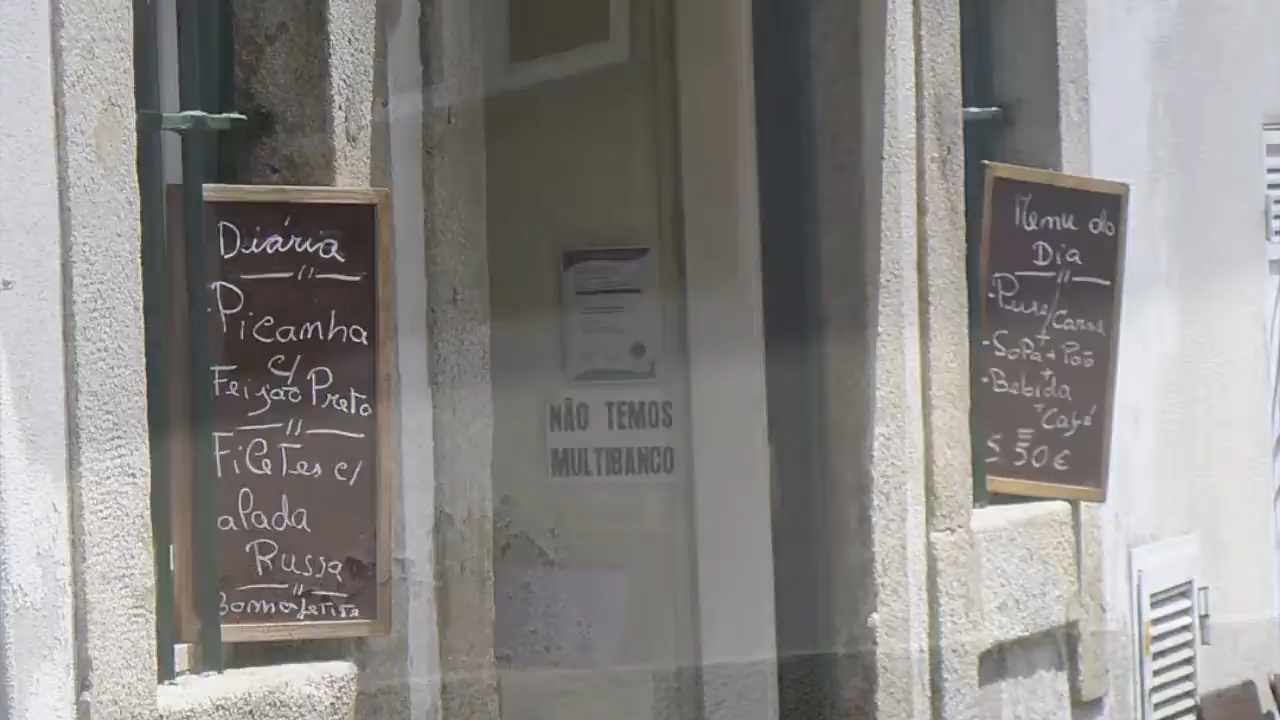 Diária
Picanha
c/
Feijão Preto
Filetes c/
alada
Russa
Bom apetite
NÃO TEMOS
MULTIBANCO
Menu do
Dia
-Peixe/Carne
+
-Sopa+Pão
+
-Bebida
+Café
5 50€